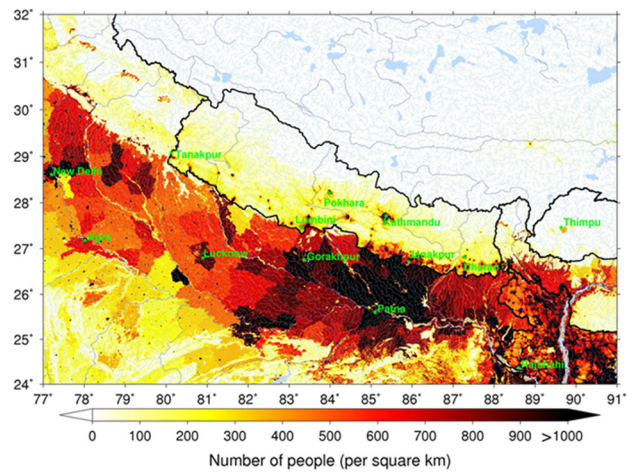 32°
31°
30°
29°
28°
27°
26°
25°
24°
Tanakpur
New Delhi
Pokhara
Lumbini
Kathmandu
Thimpu
Agra
Lucknow
Gorakhpur
Janakpur
Dharan
Patna
Rajshahi
77° 78° 79° 80° 81° 82° 83° 84° 85° 86° 87° 88° 89° 90° 91°
0 100 200 300 400 500 600 700 800 900 >1000
Number of people (per square km)